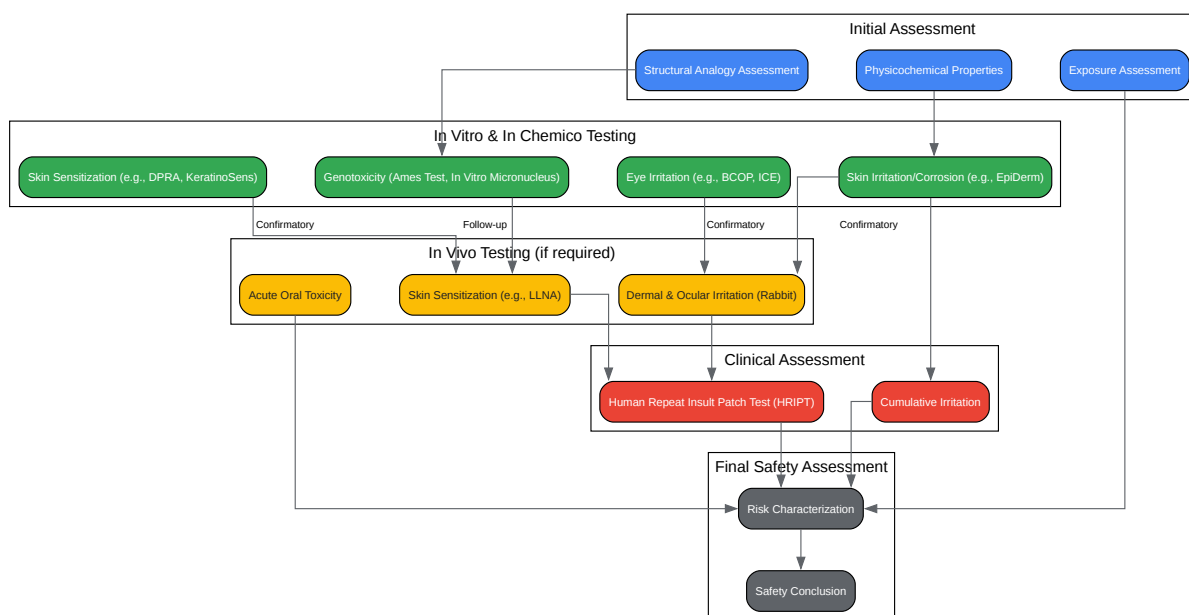 Initial Assessment
Structural Analogy Assessment
Physicochemical Properties
Exposure Assessment
In Vitro & In Chemico Testing
Skin Sensitization (e.g., DPRA, KeratinoSens)
Genotoxicity (Ames Test, In Vitro Micronucleus)
Eye Irritation (e.g., BCOP, ICE)
Skin Irritation/Corrosion (e.g., EpiDerm)
Confirmatory
Follow-up
Confirmatory
Confirmatory
In Vivo Testing (if required)
Acute Oral Toxicity
Skin Sensitization (e.g., LLNA)
Dermal & Ocular Irritation (Rabbit)
Clinical Assessment
Human Repeat Insult Patch Test (HRIPT)
Cumulative Irritation
Final Safety Assessment
Risk Characterization
Safety Conclusion